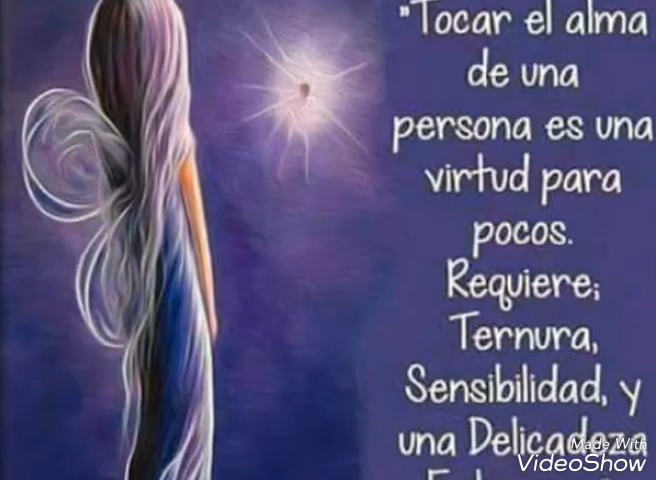 "Tocar el alma
de una
persona es una
virtud para
pocos.
Requiere;
Ternura,
Sensibilidad, y
una Delicadeza
Made With
VideoShow